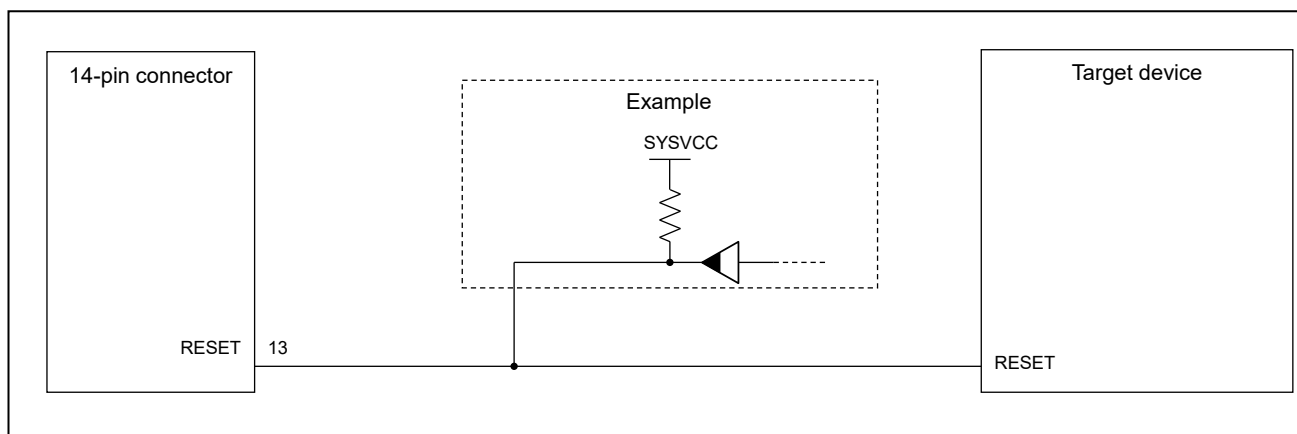 14-pin connector
Example
Target device
SYSVCC
RESET 13
RESET